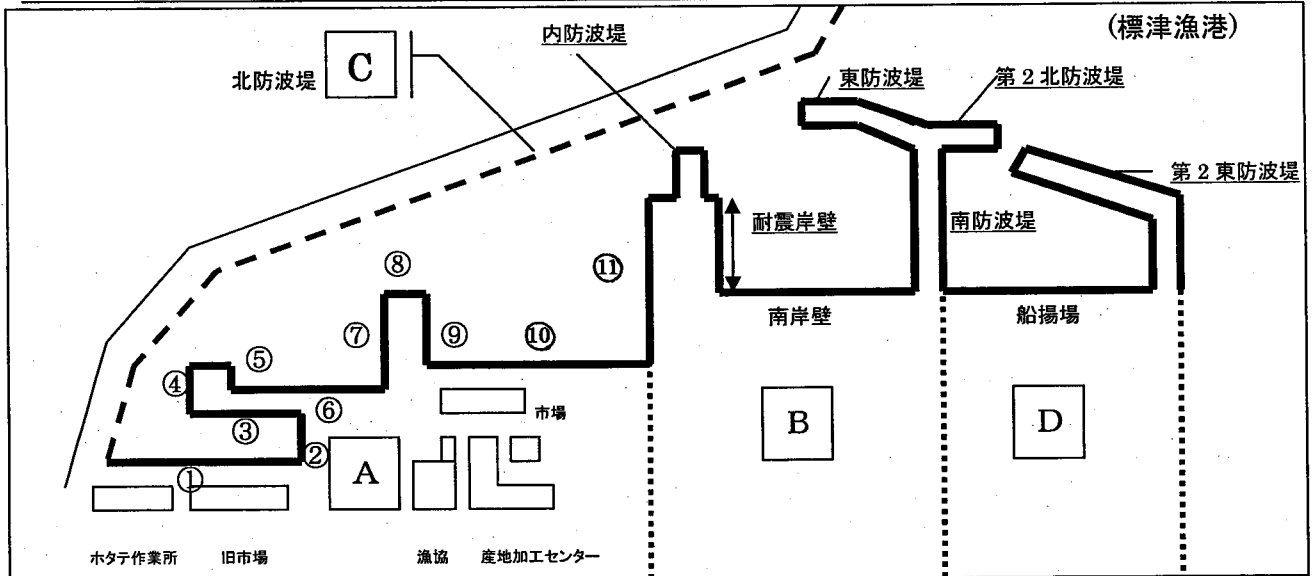 (標津漁港)
内防波堤
C
北防波堤
東防波堤
第2北防波堤
第2東防波堤
耐震岸壁
南防波堤
⑧
⑪
南岸壁
船揚場
⑦
⑨
⑩
⑤
④
⑥
市場
③
B
D
②
A
①
ホタテ作業所
旧市場
漁協
産地加工センター